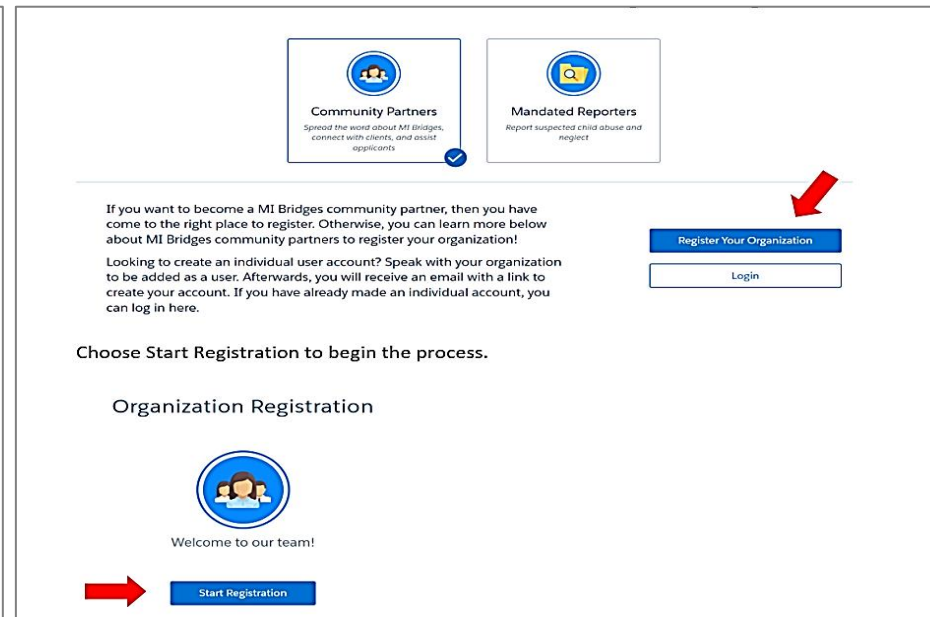 Community Partners
Spread the word about MI Bridges,
connect with clients, and assist
applicants
Mandated Reporters
Report suspected child abuse and
neglect
If you want to become a MI Bridges community partner, then you have
come to the right place to register. Otherwise, you can learn more below
about MI Bridges community partners to register your organization!
Looking to create an individual user account? Speak with your organization
to be added as a user. Afterwards, you will receive an email with a link to
create your account. If you have already made an individual account, you
can log in here.
Register Your Organization
Login
Choose Start Registration to begin the process.
Organization Registration
Welcome to our team!
Start Registration